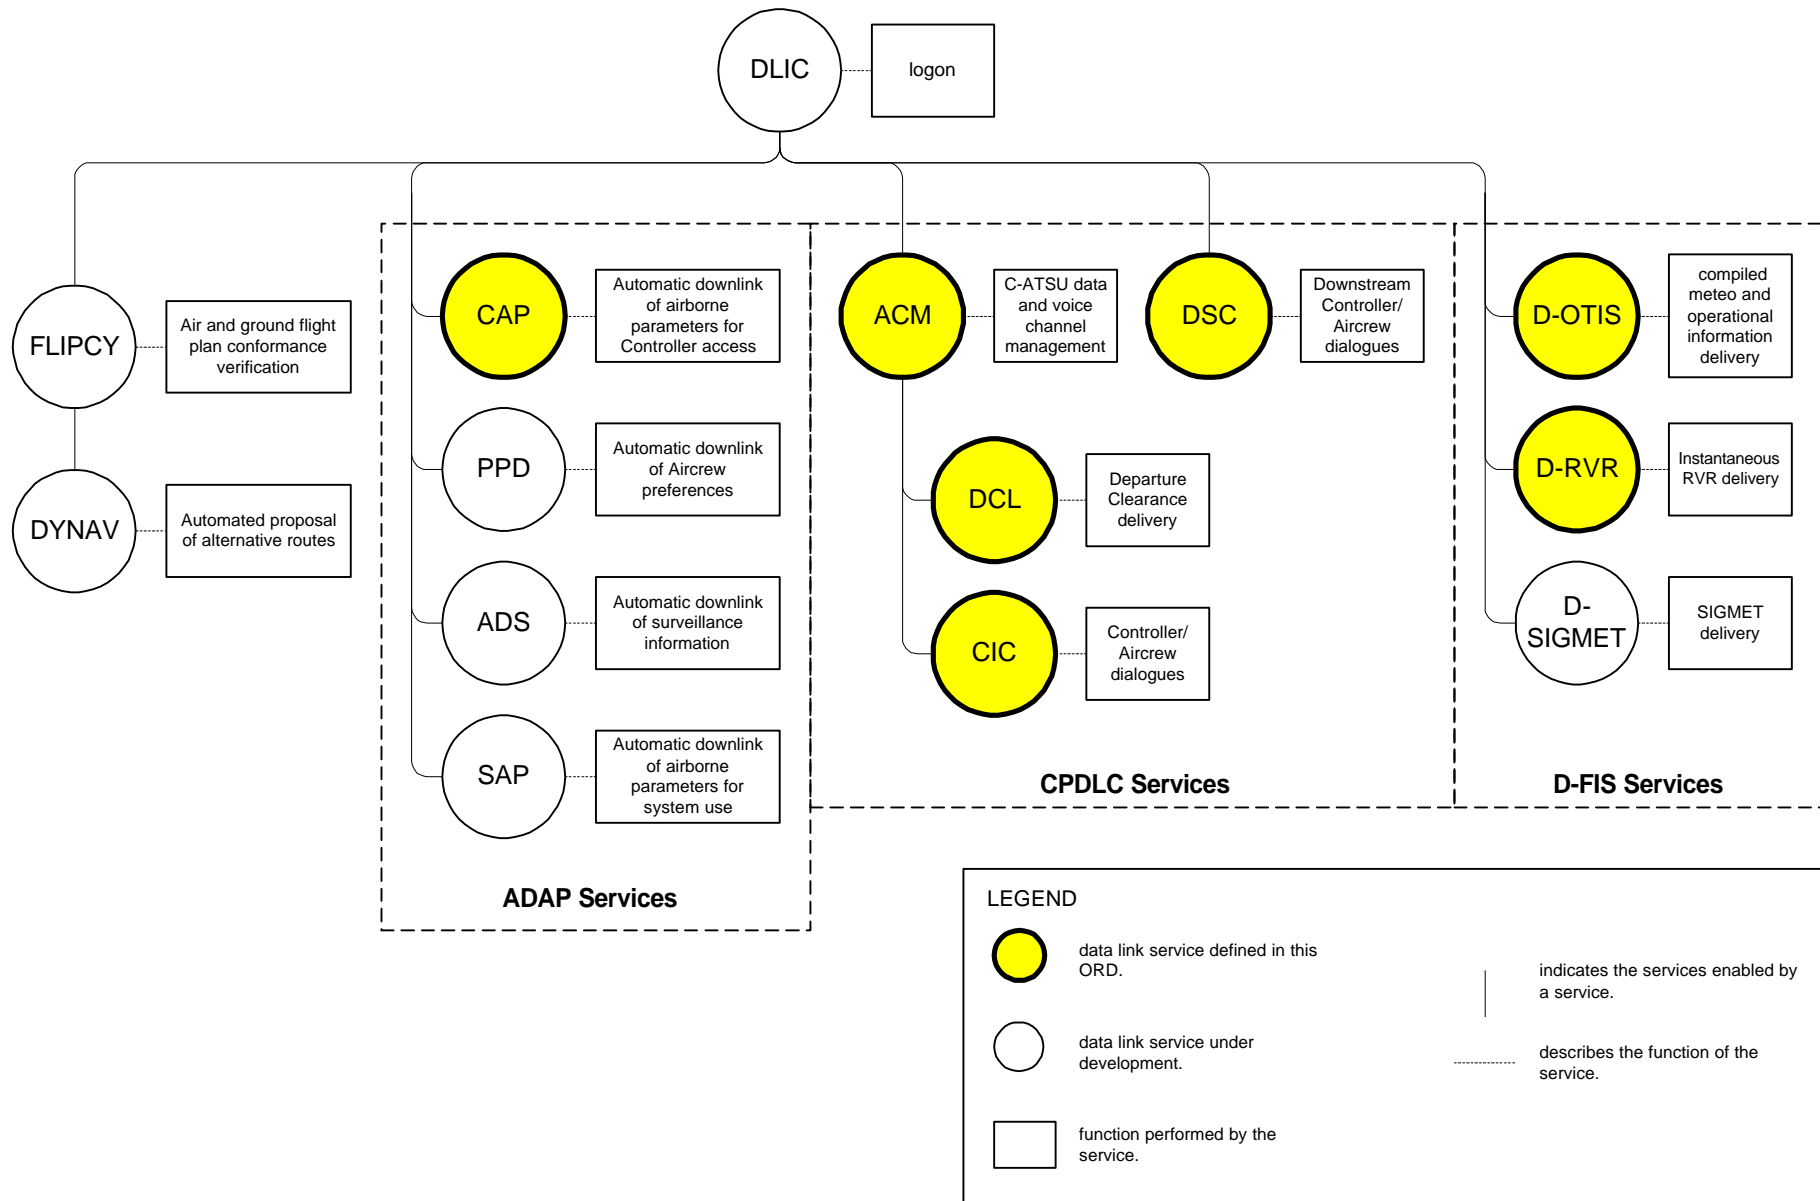 DLIC
logon
FLIPCY
Air and ground flight
plan conformance
verification
DYNAV
Automated proposal
of alternative routes
CAP
Automatic downlink
of airborne
parameters for
Controller access
PPD
Automatic downlink
of Aircrew
preferences
ADS
Automatic downlink
of surveillance
information
SAP
Automatic downlink
of airborne
parameters for
system use
ADAP Services
ACM
C-ATSU data
and voice
channel
management
DSC
Downstream
Controller/
Aircrew
dialogues
DCL
Departure
Clearance
delivery
CIC
Controller/
Aircrew
dialogues
CPDLC Services
D-OTIS
compiled
meteo and
operational
information
delivery
D-RVR
Instantaneous
RVR delivery
D-
SIGMET
SIGMET
delivery
D-FIS Services
LEGEND
data link service defined in this
ORD.
data link service under
development.
function performed by the
service.
indicates the services enabled by
a service.
describes the function of the
service.